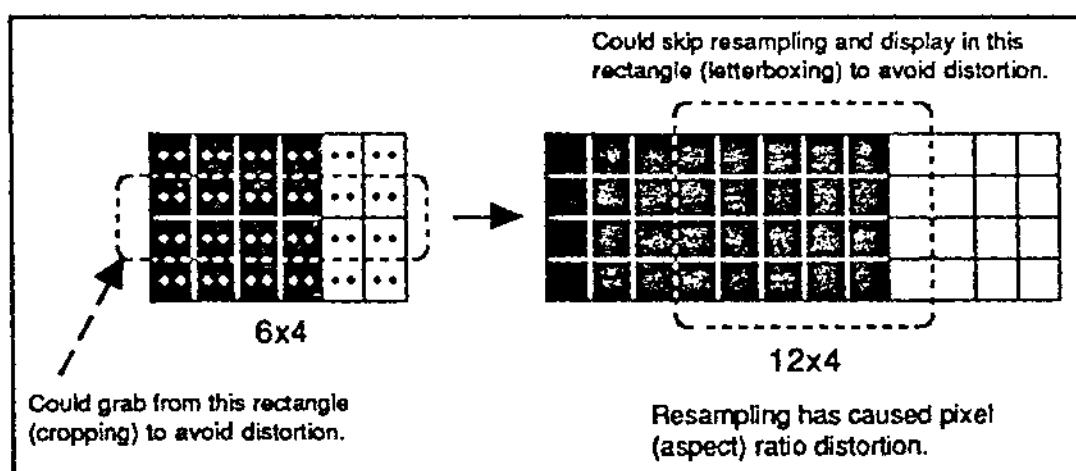 Could skip resampling and display in this
rectangle (letterboxing) to avoid distortion.
6x4
12x4
Could grab from this rectangle
(cropping) to avoid distortion.
Resampling has caused pixel
(aspect) ratio distortion.